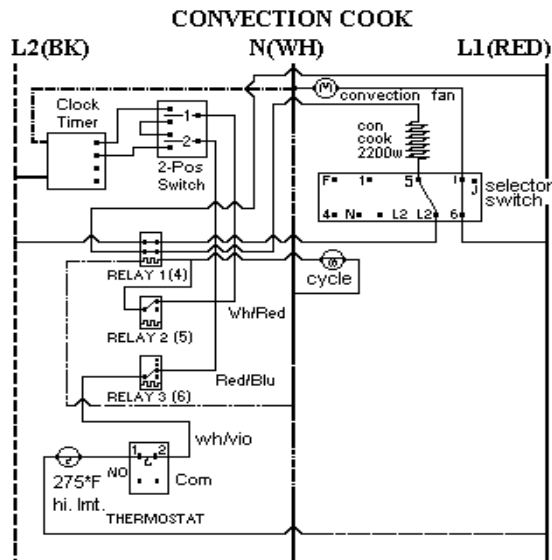 CONVECTION COOK
L2(BK) N(WH) L1(RED)
Clock
Timer
1
2
2-Pos
Switch
M
convection fan
con
cook
2200w
F 1 5 I J
4 N L2 L2 6
selector
switch
RELAY 1 (4)
cycle
Wh/Red
RELAY 2 (5)
Red/Blu
RELAY 3 (6)
wh/vio
1 2
NO
Com
275*F
hi. lmt.
THERMOSTAT